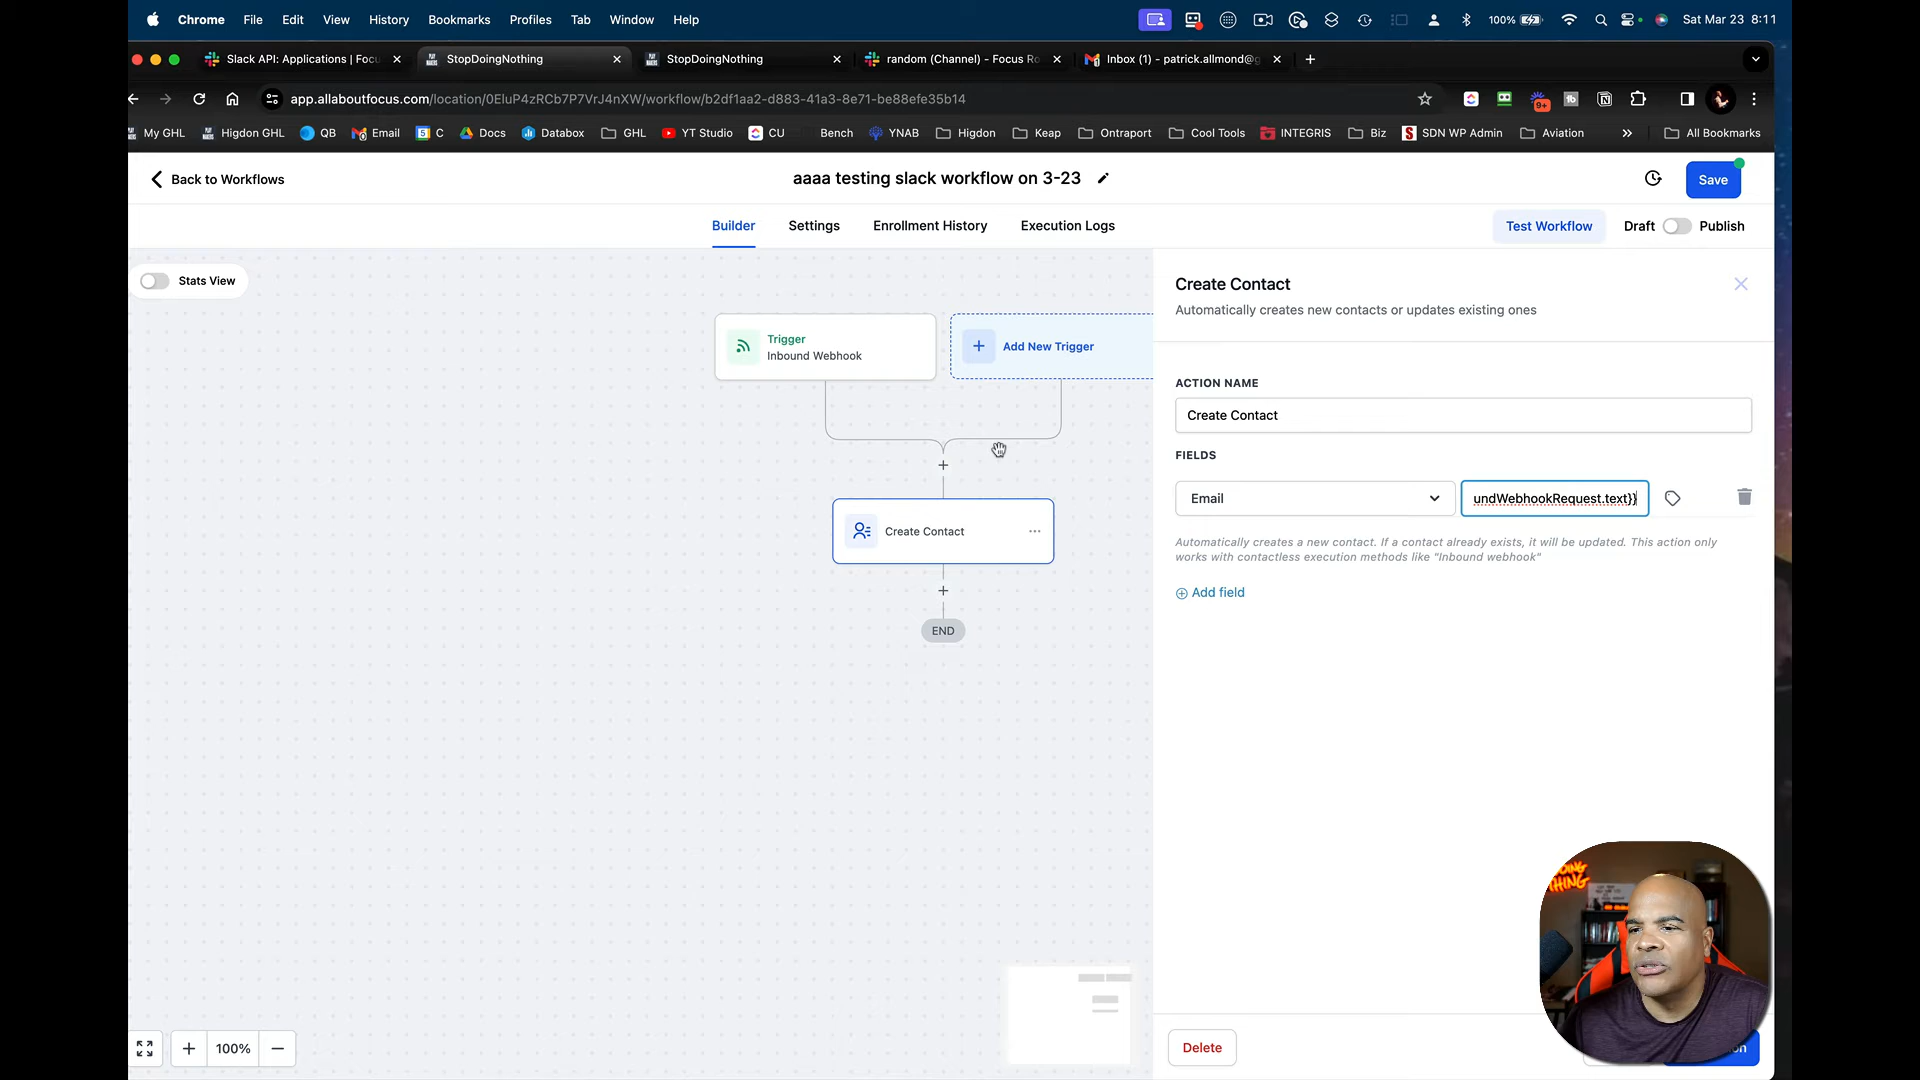 Chrome File Edit View History Bookmarks Profiles Tab Window Help 100% Sat Mar 23 8:11
Slack API: Applications | Focu StopDoingNothing StopDoingNothing random (Channel) - Focus Ro Inbox (1) - patrick.allmond@g
app.allaboutfocus.com/location/0EluP4zRCb7P7VrJ4nXW/workflow/b2df1aa2-d883-41a3-8e71-be88efe35b14 9+
My GHL Higdon GHL QB Email 5 C Docs Databox GHL YT Studio CU Bench YNAB Higdon Keap Ontraport Cool Tools INTEGRIS Biz S SDN WP Admin Aviation » All Bookmarks
Back to Workflows aaaa testing slack workflow on 3-23 Save
Builder Settings Enrollment History Execution Logs Test Workflow Draft Publish
Stats View
Trigger
Inbound Webhook
Add New Trigger
Create Contact
END
100%
Create Contact
Automatically creates new contacts or updates existing ones
ACTION NAME
Create Contact
FIELDS
Email undWebhookRequest.text}}
Automatically creates a new contact. If a contact already exists, it will be updated. This action only
works with contactless execution methods like "Inbound webhook"
Add field
Delete